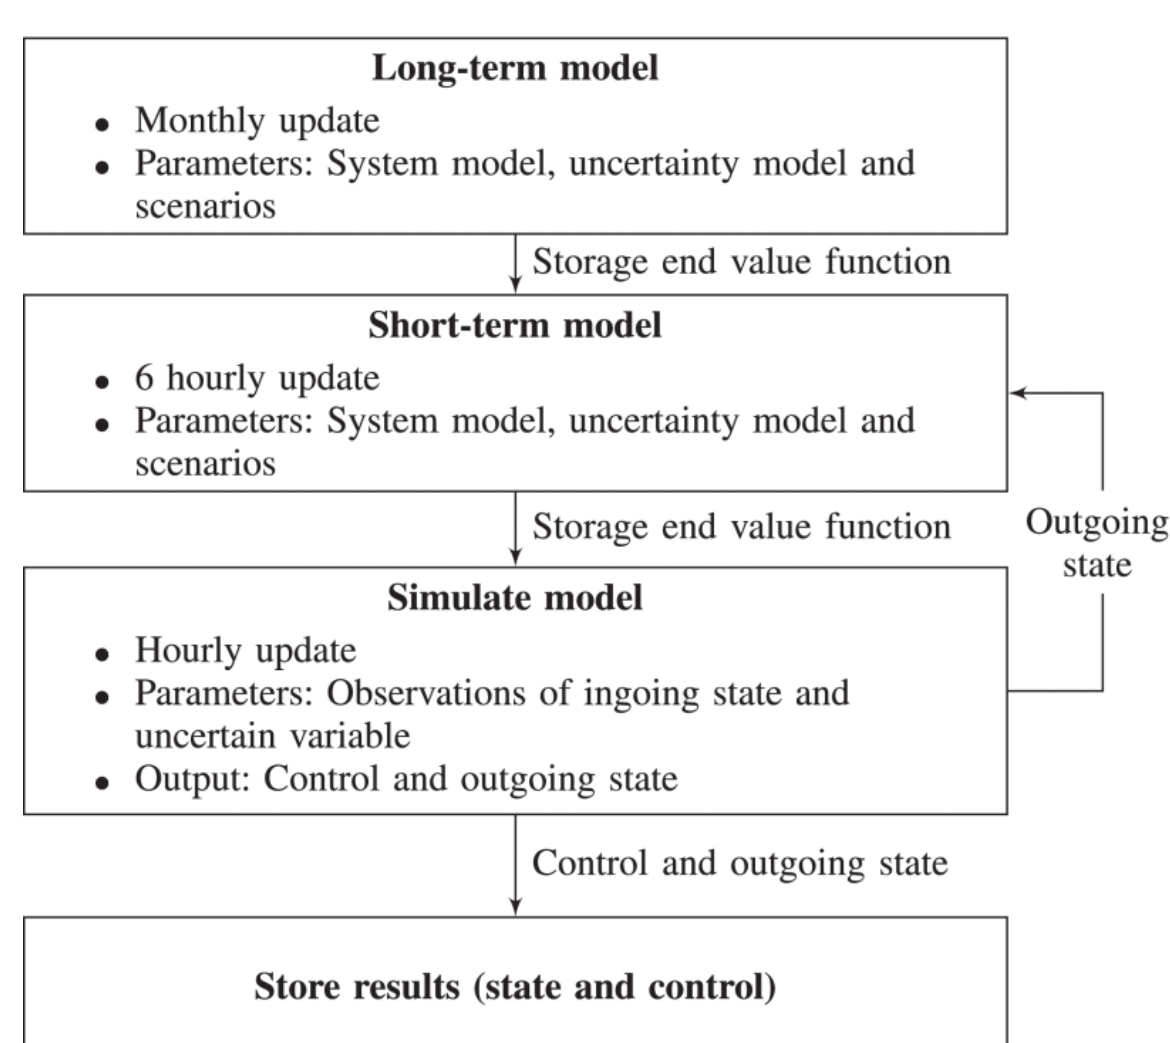 Long-term model
• Monthly update
• Parameters: System model, uncertainty model and
scenarios
Storage end value function
Short-term model
• 6 hourly update
• Parameters: System model, uncertainty model and
scenarios
Storage end value function
Outgoing
state
Simulate model
• Hourly update
• Parameters: Observations of ingoing state and
uncertain variable
• Output: Control and outgoing state
Control and outgoing state
Store results (state and control)